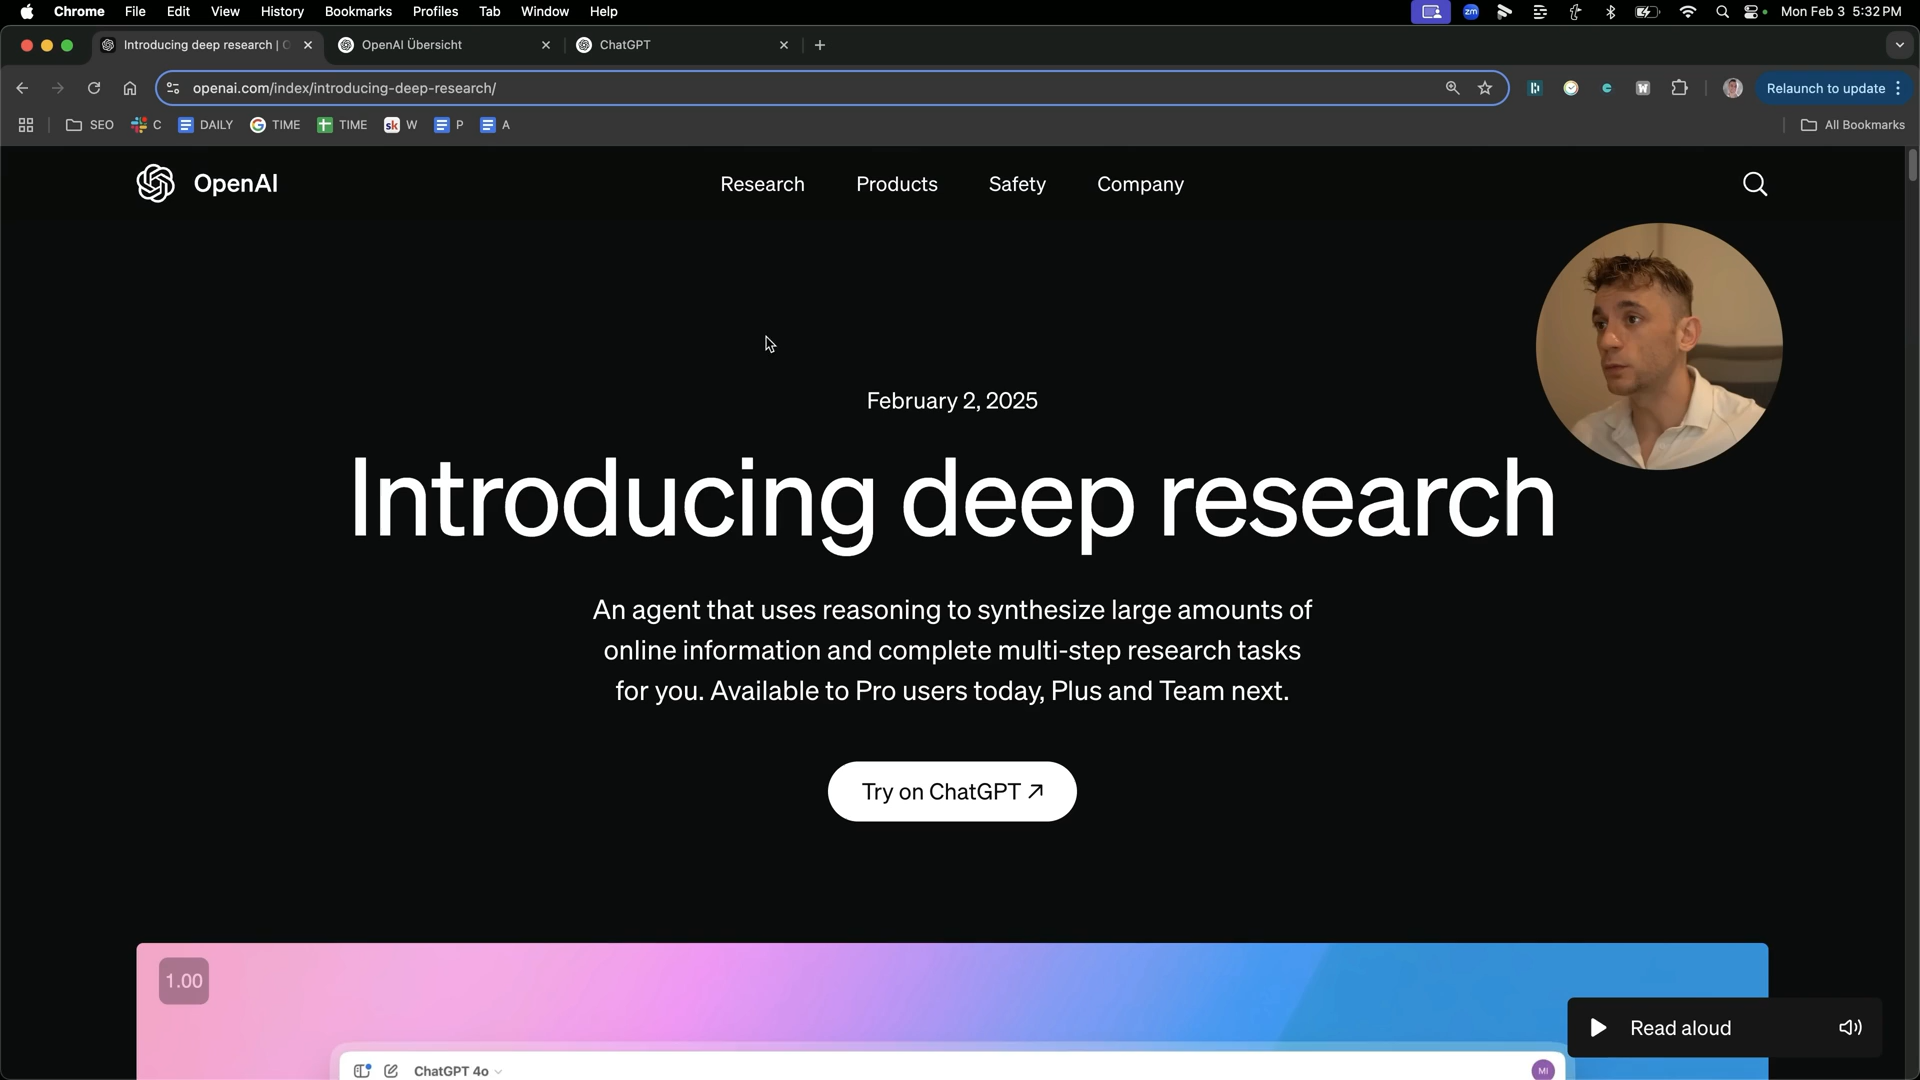 Chrome File Edit View History Bookmarks Profiles Tab Window Help
zm
Mon Feb 3 5:32 PM
Introducing deep research |
OpenAI Übersicht
ChatGPT
openai.com/index/introducing-deep-research/
Relaunch to update
SEO C DAILY TIME TIME sk W P A
All Bookmarks
OpenAI
Research Products Safety Company
February 2, 2025
Introducing deep research
An agent that uses reasoning to synthesize large amounts of
online information and complete multi-step research tasks
for you. Available to Pro users today, Plus and Team next.
Try on ChatGPT ↗
1.00
Read aloud
ChatGPT 4o
MI